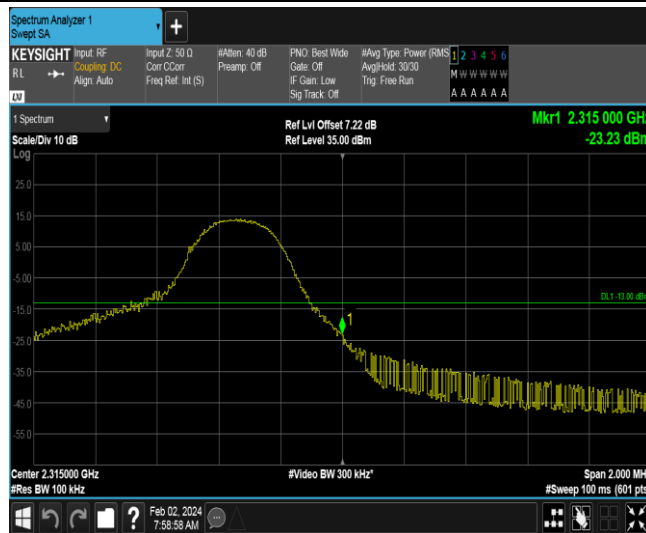 Spectrum Analyzer 1
Swept SA
KEYSIGHT
RL
Input: RF
Coupling: DC
Align: Auto
Input Z: 50 Ω
Corr CCorr
Freq Ref: Int (S)
#Atten: 40 dB
Preamp: Off
PNO: Best Wide
Gate: Off
IF Gain: Low
Sig Track: Off
#Avg Type: Power (RMS
Avg|Hold: 30/30
Trig: Free Run
1 2 3 4 5 6
M W W W W W
A A A A A A
1 Spectrum
Scale/Div 10 dB
Ref Lvl Offset 7.22 dB
Ref Level 35.00 dBm
Mkr1 2.315 000 GHz
-23.23 dBm
Log
25.0
15.0
5.00
-5.00
DL1 -13.00 dBm
-15.0
1
-25.0
-35.0
-45.0
-55.0
Center 2.315000 GHz
#Video BW 300 kHz*
Span 2.000 MH
#Res BW 100 kHz
#Sweep 100 ms (601 pts
Feb 02, 2024
7:58:58 AM